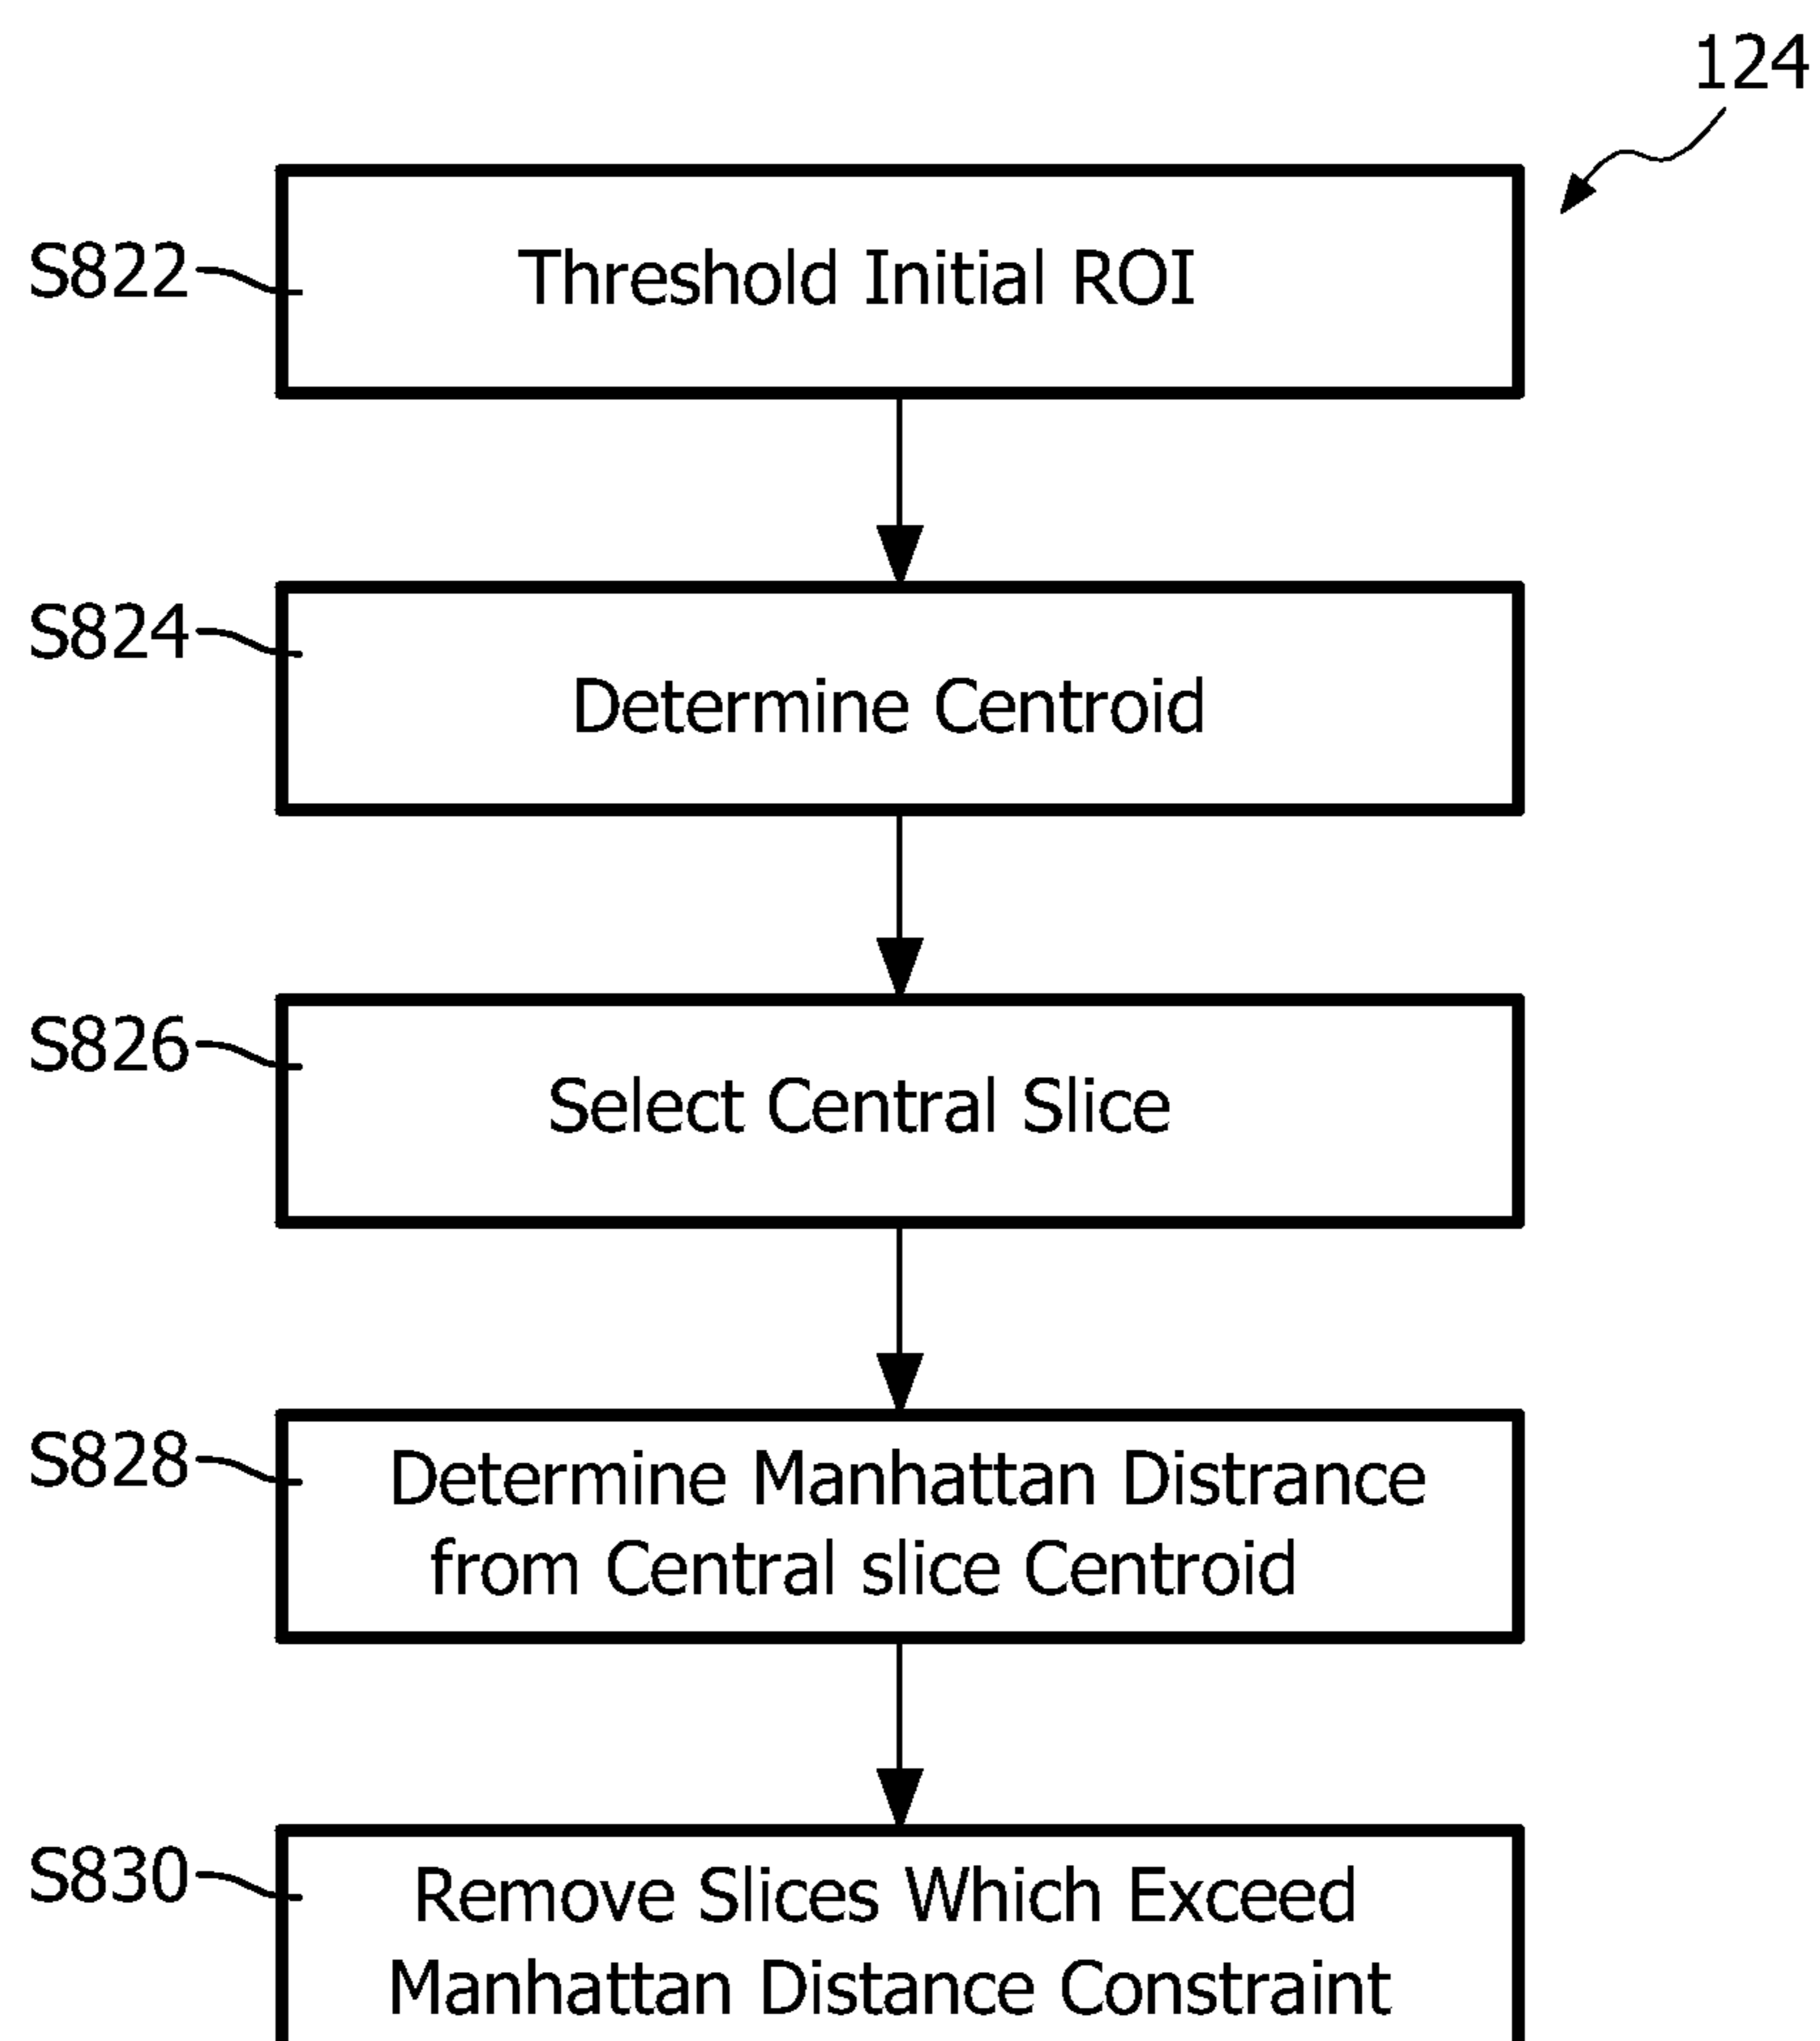 124
S822
Threshold Initial ROI
S824
Determine Centroid
S826
Select Central Slice
S828
Determine Manhattan Distrance
from Central slice Centroid
S830
Remove Slices Which Exceed
Manhattan Distance Constraint